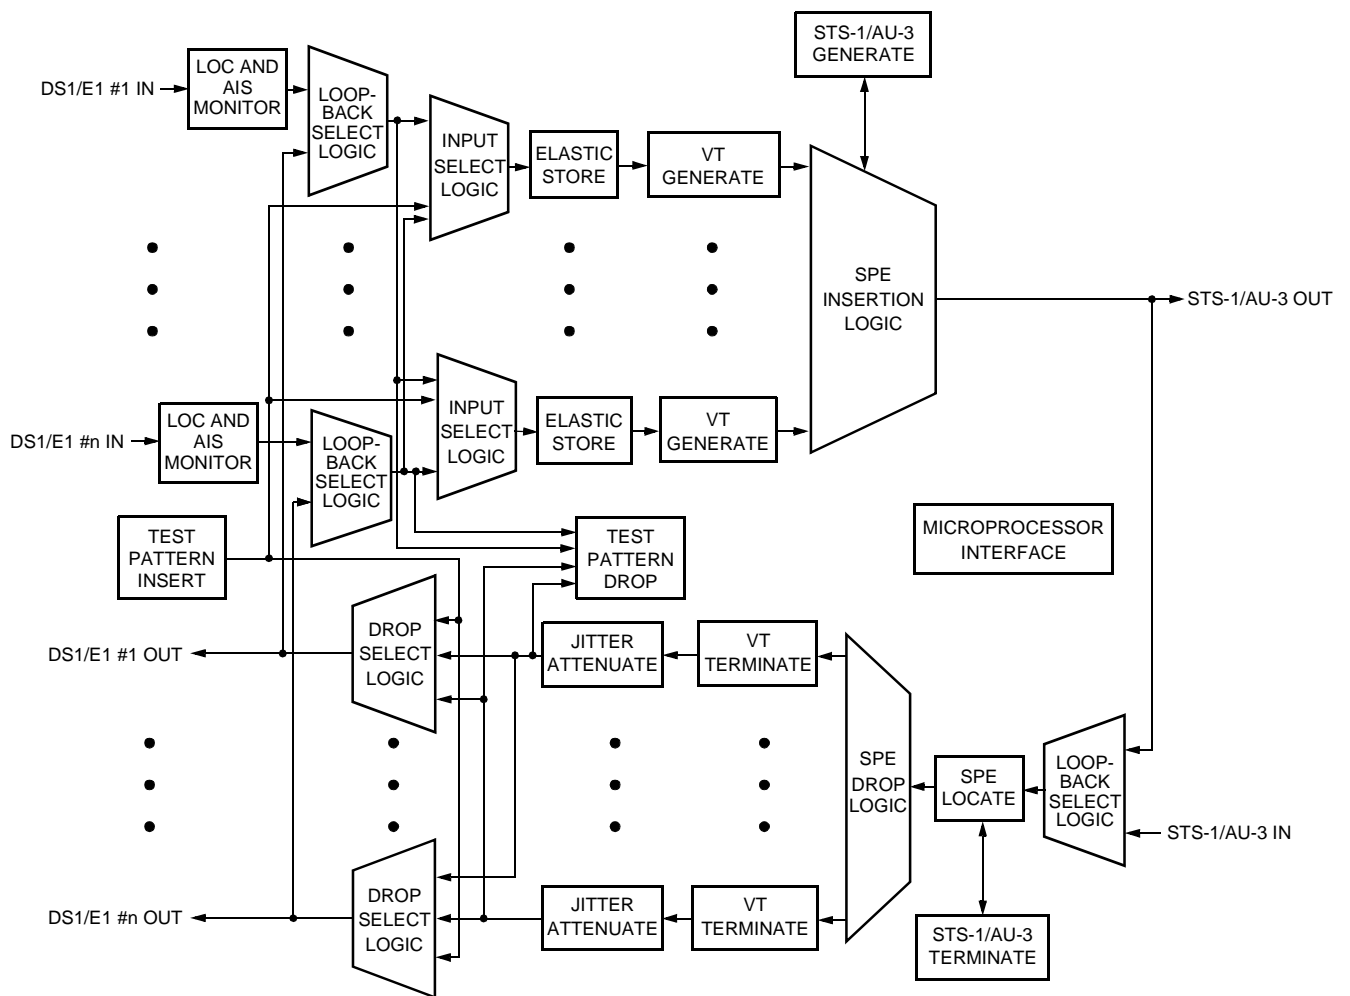 STS-1/AU-3
GENERATE
LOC AND
AIS
MONITOR
DS1/E1 #1 IN
LOOP-
BACK
SELECT
LOGIC
INPUT
SELECT
LOGIC
ELASTIC
STORE
VT
GENERATE
SPE
INSERTION
LOGIC
STS-1/AU-3 OUT
DS1/E1 #n IN
LOC AND
AIS
MONITOR
LOOP-
BACK
SELECT
LOGIC
INPUT
SELECT
LOGIC
ELASTIC
STORE
VT
GENERATE
TEST
PATTERN
INSERT
TEST
PATTERN
DROP
MICROPROCESSOR
INTERFACE
DS1/E1 #1 OUT
DROP
SELECT
LOGIC
JITTER
ATTENUATE
VT
TERMINATE
SPE
DROP
LOGIC
SPE
LOCATE
LOOP-
BACK
SELECT
LOGIC
STS-1/AU-3 IN
DS1/E1 #n OUT
DROP
SELECT
LOGIC
JITTER
ATTENUATE
VT
TERMINATE
STS-1/AU-3
TERMINATE